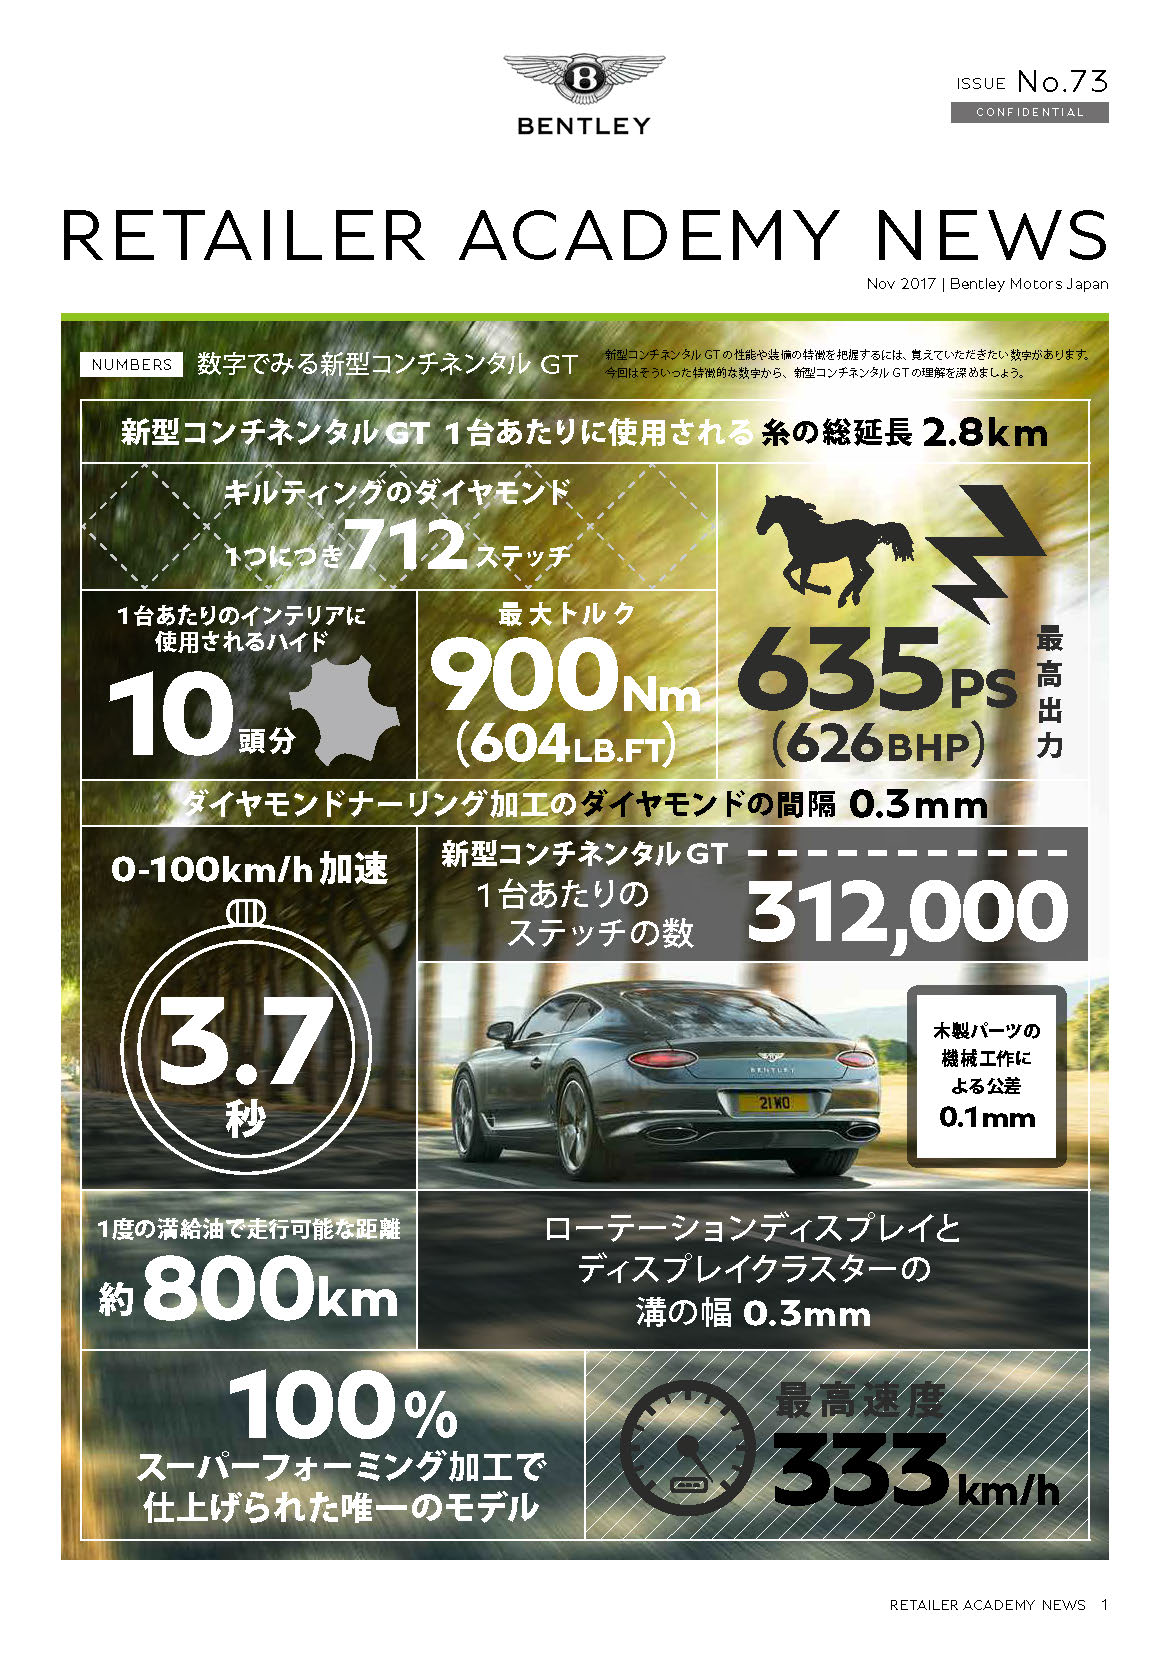 BENTLEY
ISSUE No.73
CONFIDENTIAL
RETAILER ACADEMY NEWS
Nov 2017 | Bentley Motors Japan
NUMBERS
数字でみる新型コンチネンタル GT
新型コンチネンタル GT の性能や装備の特徴を把握するには、覚えていただきたい数字があります。
今回はそういった特徴的な数字から、新型コンチネンタル GT の理解を深めましょう。
新型コンチネンタル GT 1台あたりに使用される 糸の総延長 2.8km
キルティングのダイヤモンド
1つにつき 712 ステッチ
1台あたりのインテリアに
使用されるハイド
10 頭分
最大トルク
900Nm
(604LB.FT)
635PS
(626BHP)
最高出力
ダイヤモンドナーリング加工のダイヤモンドの間隔 0.3mm
0-100km/h 加速
3.7
秒
新型コンチネンタル GT
1台あたりの
ステッチの数
312,000
BENTLEY
21 WO
木製パーツの
機械工作に
よる公差
0.1mm
1度の満給油で走行可能な距離
約 800km
ローテーションディスプレイと
ディスプレイクラスターの
溝の幅 0.3mm
100%
スーパーフォーミング加工で
仕上げられた唯一のモデル
最高速度
333km/h
RETAILER ACADEMY NEWS 1